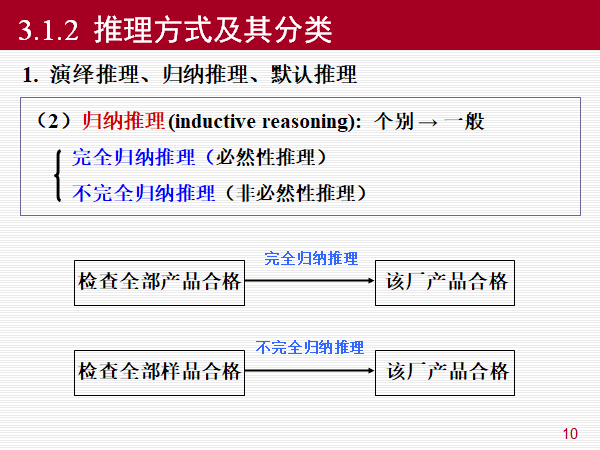 3.1.2 推理方式及其分类
1. 演绎推理、归纳推理、默认推理
（2）归纳推理(inductive reasoning): 个别 → 一般
完全归纳推理（必然性推理）
不完全归纳推理（非必然性推理）
完全归纳推理
检查全部产品合格
该厂产品合格
不完全归纳推理
检查全部样品合格
该厂产品合格
10